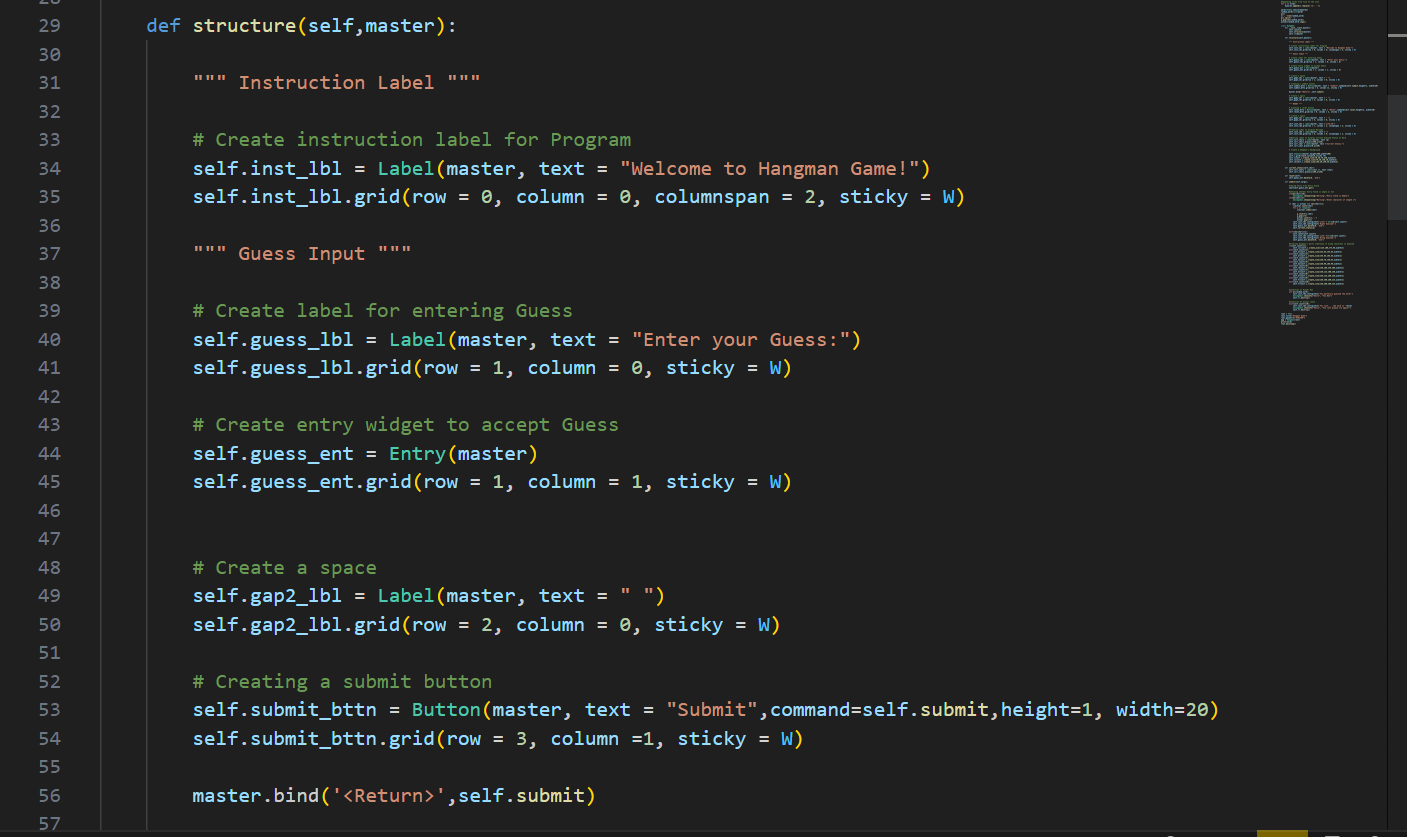 28
29 def structure(self,master):
30
31 """ Instruction Label """
32
33 # Create instruction label for Program
34 self.inst_lbl = Label(master, text = "Welcome to Hangman Game!")
35 self.inst_lbl.grid(row = 0, column = 0, columnspan = 2, sticky = W)
36
37 """ Guess Input """
38
39 # Create label for entering Guess
40 self.guess_lbl = Label(master, text = "Enter your Guess:")
41 self.guess_lbl.grid(row = 1, column = 0, sticky = W)
42
43 # Create entry widget to accept Guess
44 self.guess_ent = Entry(master)
45 self.guess_ent.grid(row = 1, column = 1, sticky = W)
46
47
48 # Create a space
49 self.gap2_lbl = Label(master, text = " ")
50 self.gap2_lbl.grid(row = 2, column = 0, sticky = W)
51
52 # Creating a submit button
53 self.submit_bttn = Button(master, text = "Submit",command=self.submit,height=1, width=20)
54 self.submit_bttn.grid(row = 3, column =1, sticky = W)
55
56 master.bind('<Return>',self.submit)
57